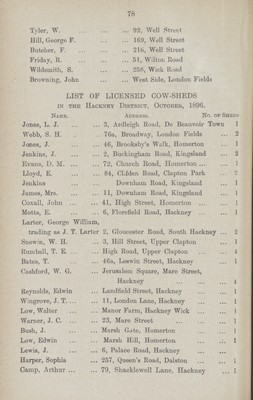 78
Tyler, W. ... ... ... 92, Well Street
Hill, George F. ... ... 169, Well Street
Butcher, F. ... ... 216, Well Street
Friday, R. ... ... 51, Wilton Road
Wildsmith, S. ... ... 258, Wick Road
Browning, John ... ... West Side, London Fields
LIST OF LICENSED COW-SHEDS
IN THE HACKNEY DISTRICT, OCTOBER, 1896.
NAME. ADDRESS. NO. OF SHEDS
Jones, L. J. ... ... 3, Ardleigh Road, De Beauvoir Town 1
Webb, S. H. ... ... 76a, Broadway, London Fields ... 2
Jones, J. ... ... 46, Brooksby's Walk, Homerton ... 1
Jenkins, J. ... ... 2, Buckingham Road, Kingsland ... 2
Evans, D. M. ... ... 72, Church Road, Homerton ... 1
Lloyd, E. ... ... 84, Clifden Road, Clapton Park ... 2
Jenkins ... ... Downham Road, Kingsland ... 1
James, Mrs. ... ... 11, Downham Road, Kingsland ... 1
Coxall, John ... ... 41, High Street, Homerton ... 1
Motts, E. ... ... 6, Florefield Road, Hackney ... 1
Larter, George William,
trading as J. T. Larter 2, Gloucester Road, South Hackney ... 2
Snewin, W. H. ... 3, Hill Street, Upper Clapton ... 1
Rumball, T. E. ... High Road, Upper Clapton ... 4
Bates, T. ... 46a, Leswin Street, Hackney ... 1
Cashford, W. G. ... Jerusalem Square, Mare Street,
Hackney ... ... 4
Reynolds, Edwin ... Landfield Street, Hackney ... 1
Wingrove, J. T. ... 11, London Lane, Hackney ... 1
Low, Walter ... Manor Farm, Hackney Wick ... 1
Warner, J. C. ... 23, Mare Street ... ... 1
Bush, J. ... Marsh Gate, Homerton ... 1
Low, Edwin ... Marsh Hill, Homerton ... 1
Lewis, J. ... 6, Palace Road, Hackney ...
Harper, Sophia ... 257, Queen's Road, Dalston ... 1
Camp, Arthur ... 79, Shacklewell Lane, Hackney ... 1